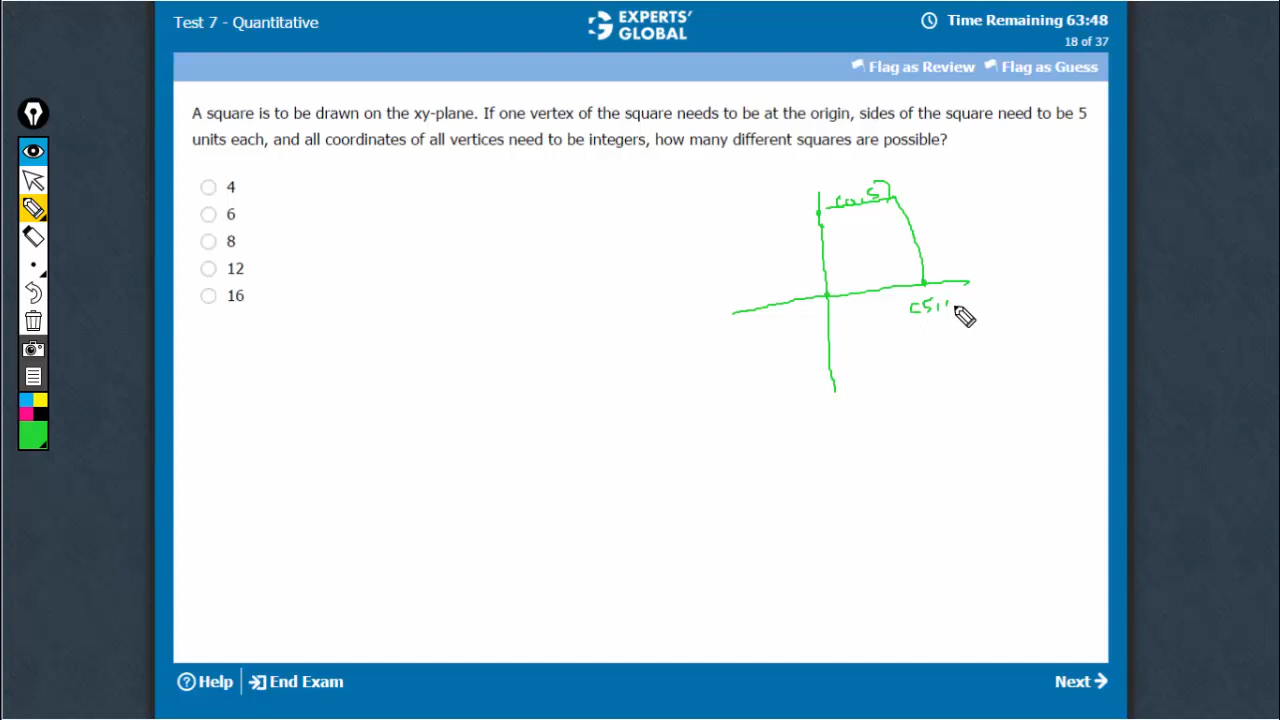 Test 7 - Quantitative
EXPERTS'
GLOBAL
Time Remaining 63:48
18 of 37
Flag as Review
Flag as Guess
A square is to be drawn on the xy-plane. If one vertex of the square needs to be at the origin, sides of the square need to be 5
units each, and all coordinates of all vertices need to be integers, how many different squares are possible?
4
6
8
12
16
(0,5)
(5,
Help
End Exam
Next